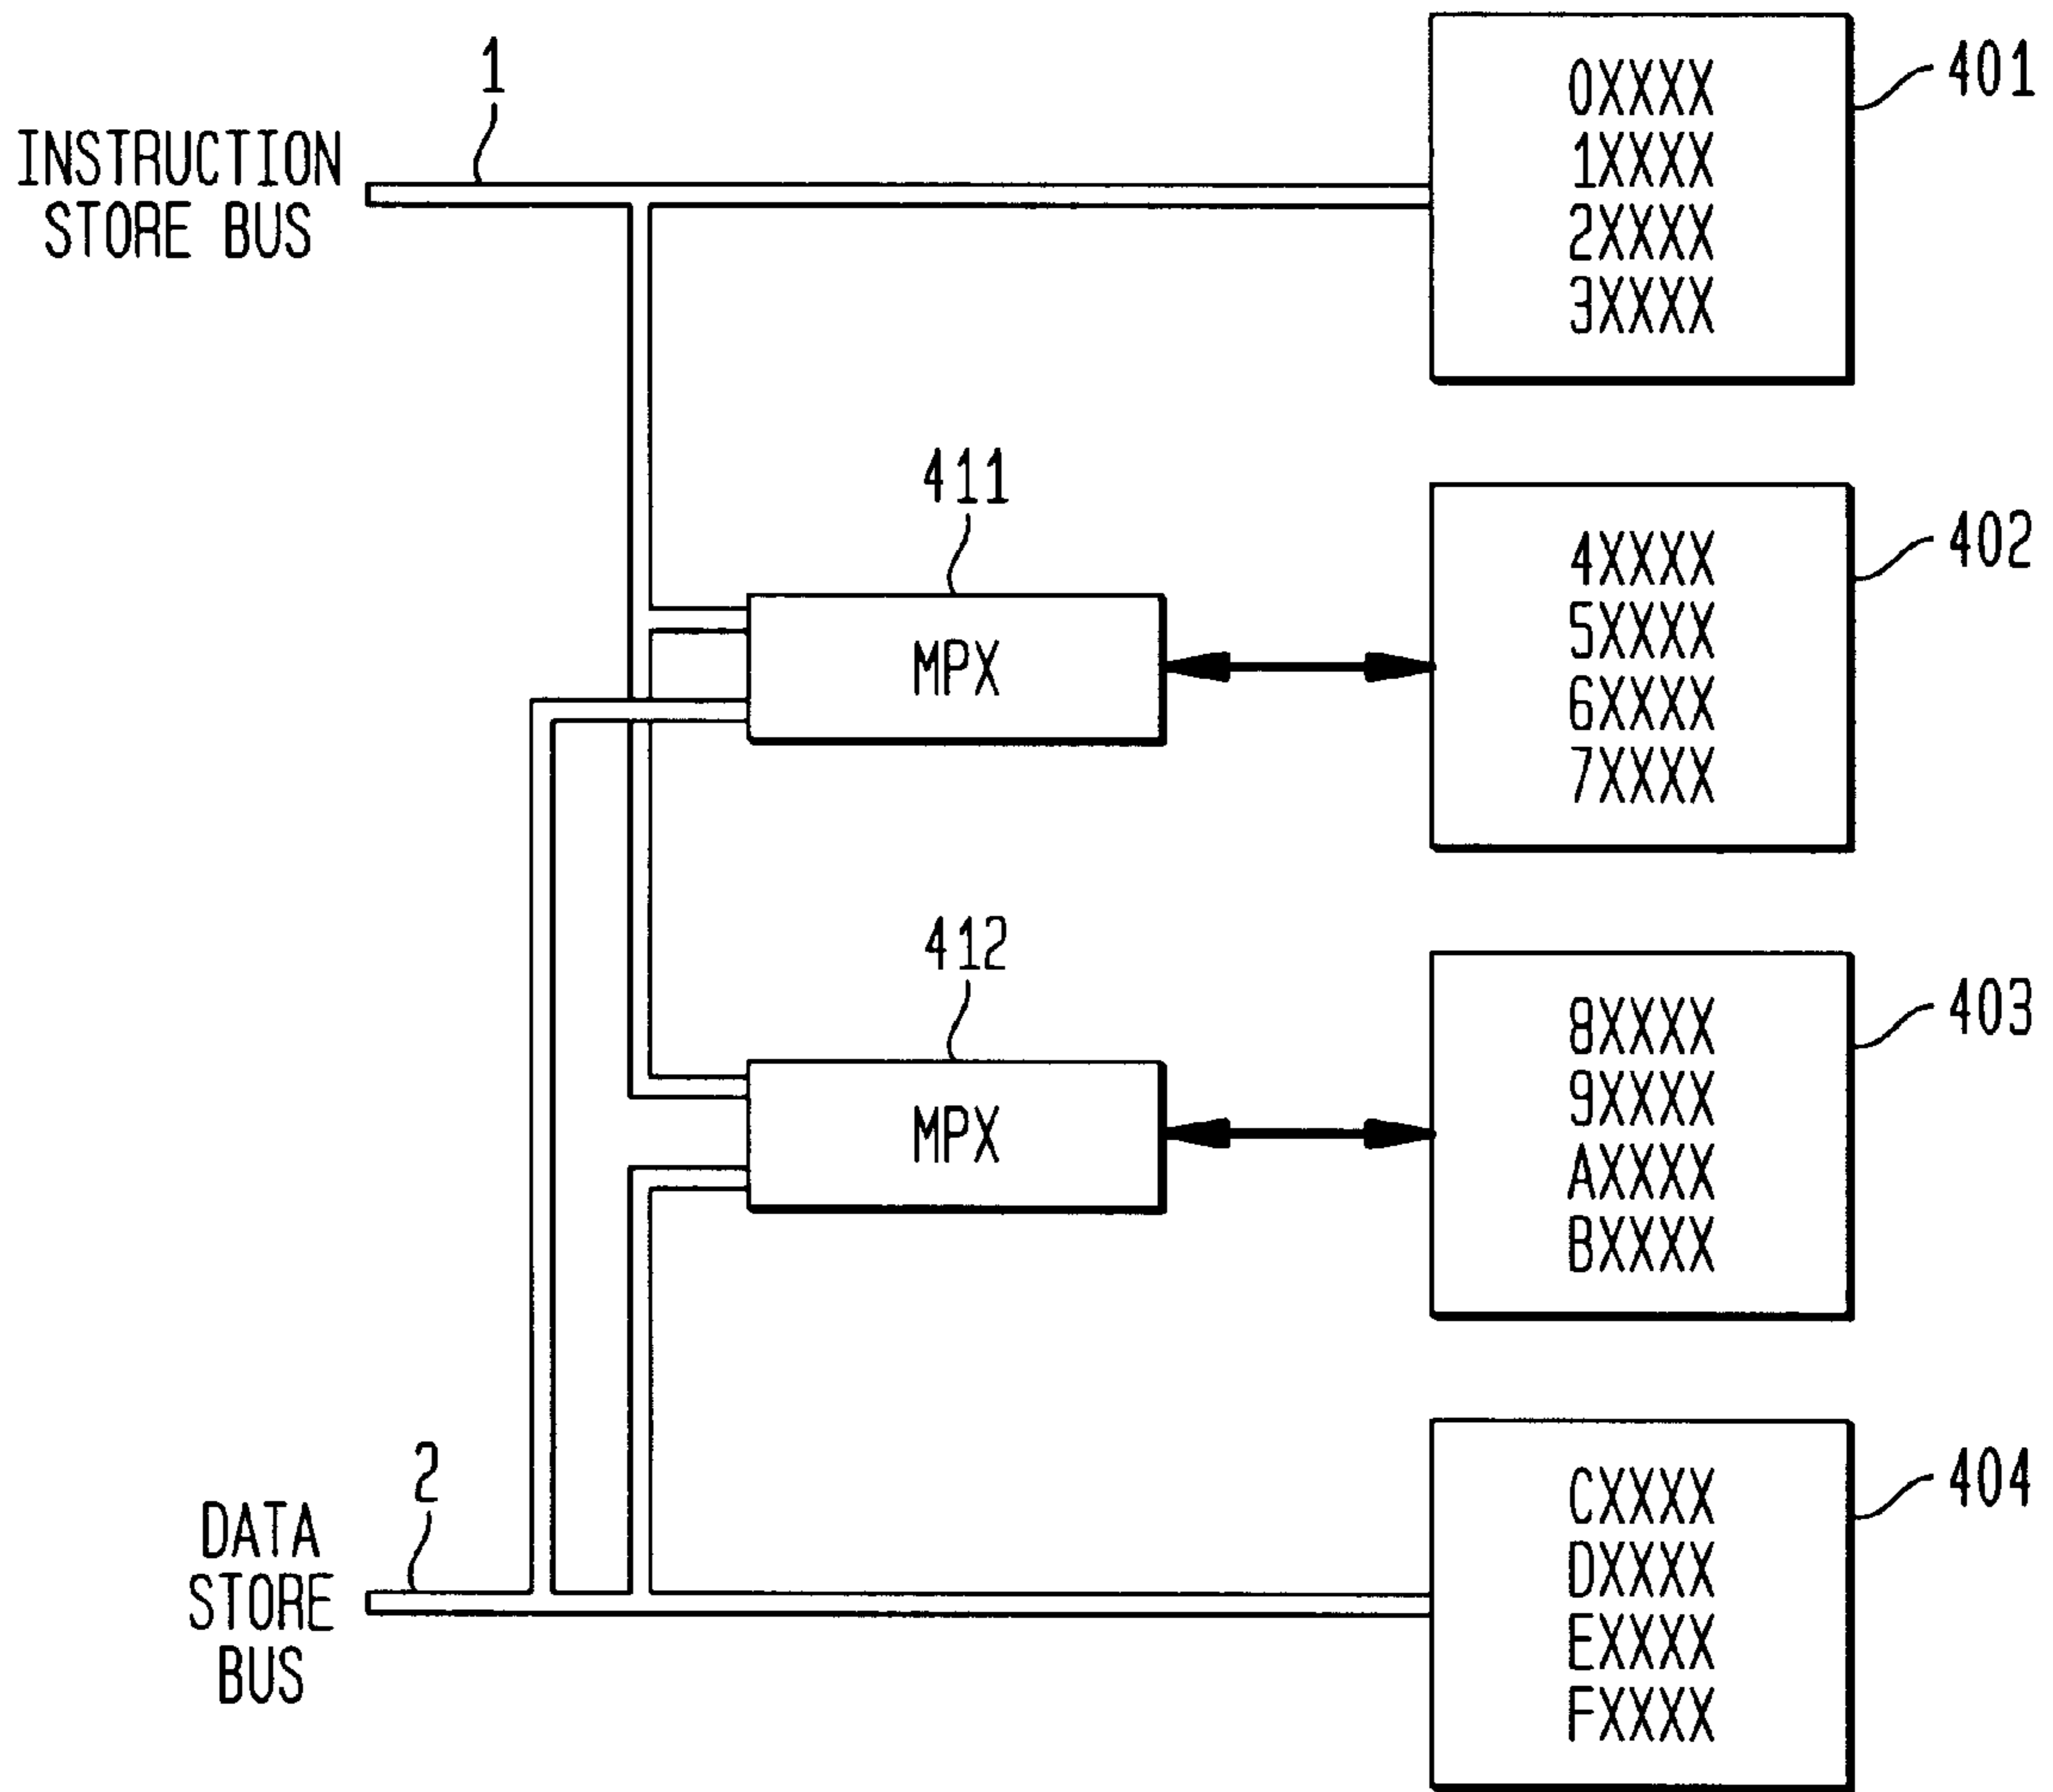 1
INSTRUCTION
STORE BUS
0XXXX
1XXXX
2XXXX
3XXXX
401
411
MPX
4XXXX
5XXXX
6XXXX
7XXXX
402
412
MPX
8XXXX
9XXXX
AXXXX
BXXXX
403
2
DATA
STORE
BUS
CXXXX
DXXXX
EXXXX
FXXXX
404